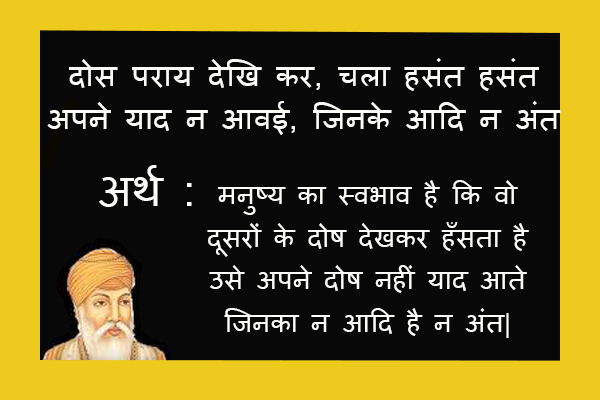 दोस पराय देखि कर, चला हसंत हसंत
अपने याद न आवई, जिनके आदि न अंत
अर्थ : मनुष्य का स्वभाव है कि वो
दूसरों के दोष देखकर हँसता है
उसे अपने दोष नहीं याद आते
जिनका न आदि है न अंत|